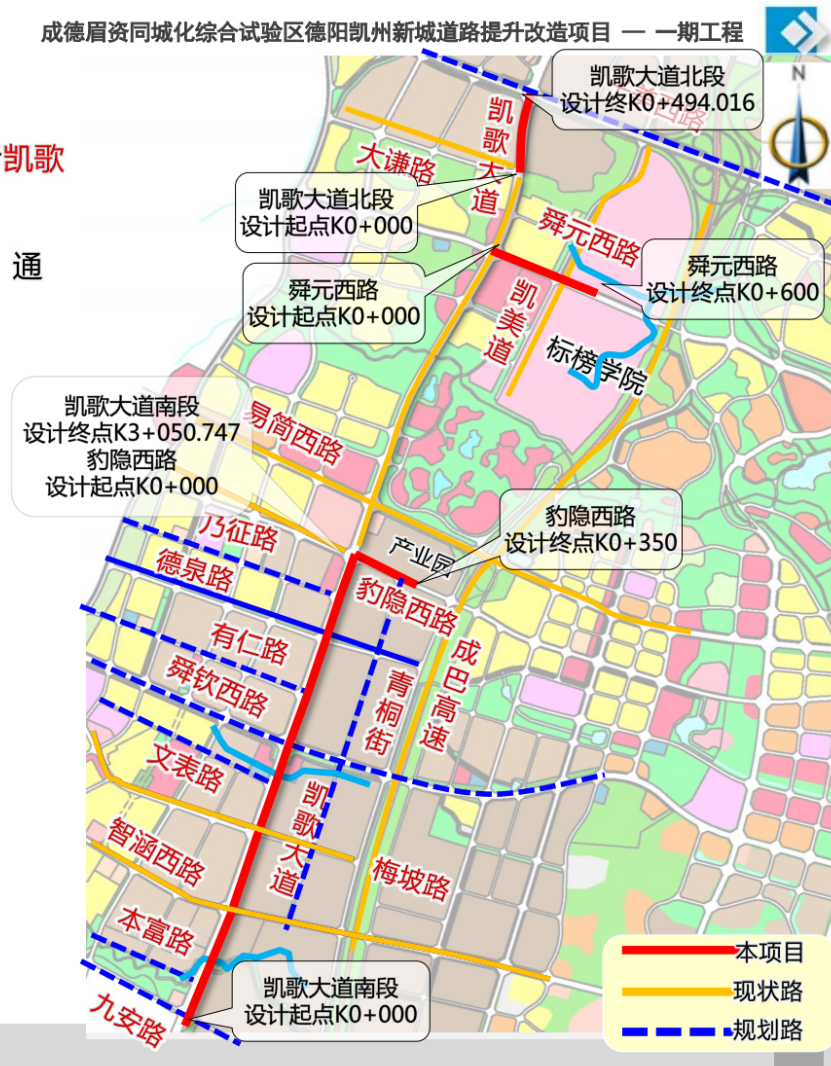 成德眉资同城化综合试验区德阳凯州新城道路提升改造项目 — 一期工程
N
凯歌大道北段
设计终K0+494.016
凯歌
通
凯歌大道
大谦路
凯歌大道北段
设计起点K0+000
舜元西路
舜元西路
设计终点K0+600
舜元西路
设计起点K0+000
凯美道
标榜学院
凯歌大道南段
设计终点K3+050.747
豹隐西路
设计起点K0+000
易简西路
豹隐西路
设计终点K0+350
乃征路
产业园
德泉路
豹隐西路
有仁路
成巴高速
舜钦西路
青桐街
文表路
凯歌大道
智涵西路
梅坡路
本富路
凯歌大道南段
设计起点K0+000
九安路
本项目
现状路
规划路